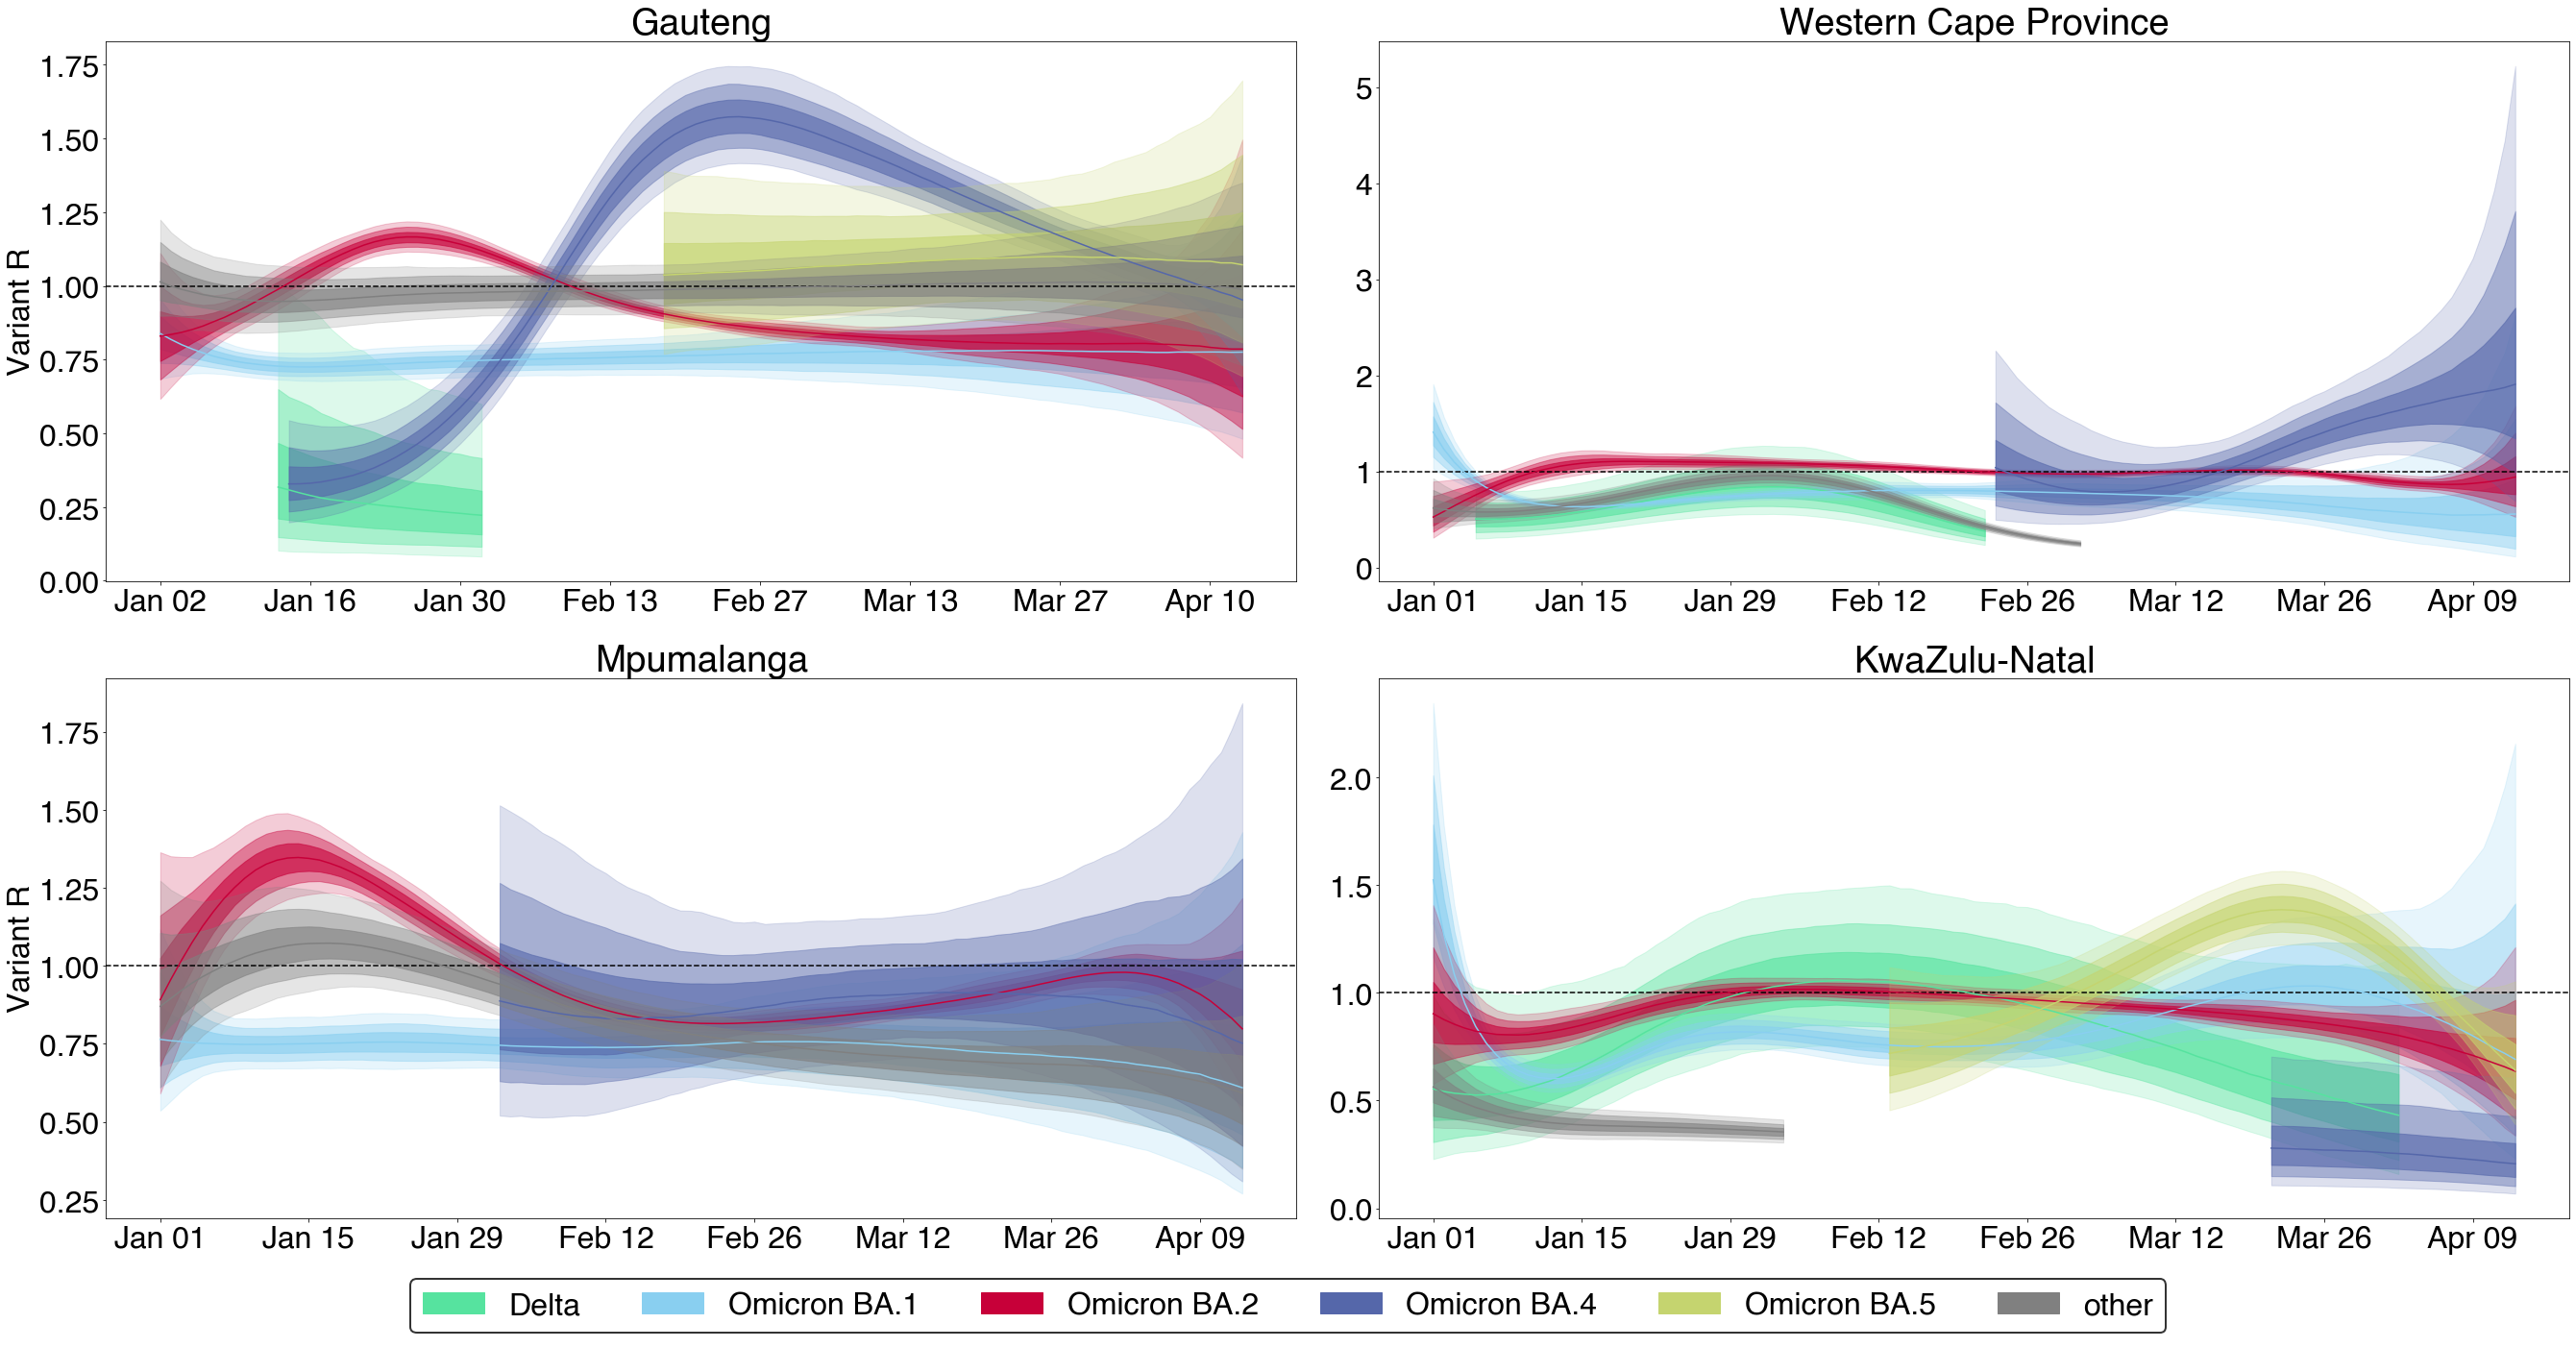 Gauteng
Western Cape Province
Variant R
1.75
1.50
1.25
1.00
0.75
0.50
0.25
0.00
Jan 02 Jan 16 Jan 30 Feb 13 Feb 27 Mar 13 Mar 27 Apr 10
5
4
3
2
1
0
Jan 01 Jan 15 Jan 29 Feb 12 Feb 26 Mar 12 Mar 26 Apr 09
Mpumalanga
KwaZulu-Natal
Variant R
1.75
1.50
1.25
1.00
0.75
0.50
0.25
Jan 01 Jan 15 Jan 29 Feb 12 Feb 26 Mar 12 Mar 26 Apr 09
2.0
1.5
1.0
0.5
0.0
Jan 01 Jan 15 Jan 29 Feb 12 Feb 26 Mar 12 Mar 26 Apr 09
Delta Omicron BA.1 Omicron BA.2 Omicron BA.4 Omicron BA.5 other